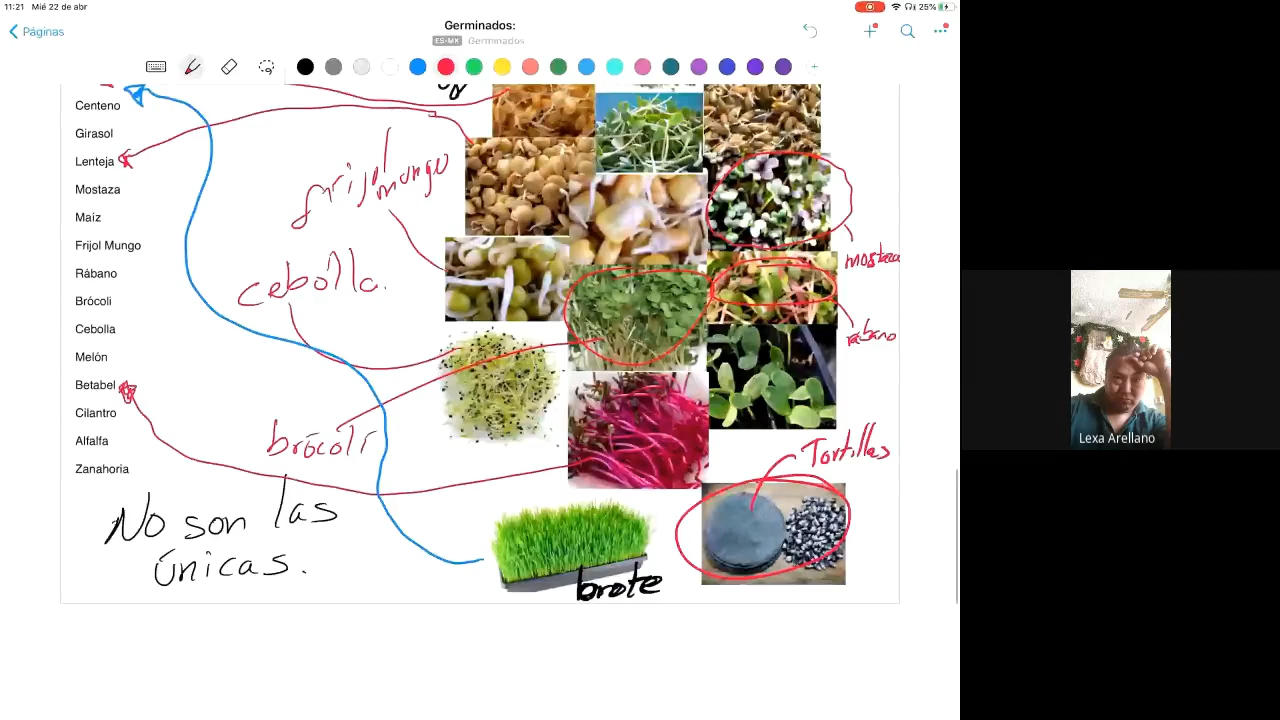 11:21 Mié 22 de abr
25%
Páginas
Germinados:
ES-MX Germinados
Centeno
Girasol
Lenteja
Mostaza
Maíz
Frijol Mungo
Rábano
Brócoli
Cebolla
Melón
Betabel
Cilantro
Alfalfa
Zanahoria
No son las
únicas.
frijol
mungo
cebolla.
brócoli
mostaza
rabano
Tortillas
brote
Lexa Arellano